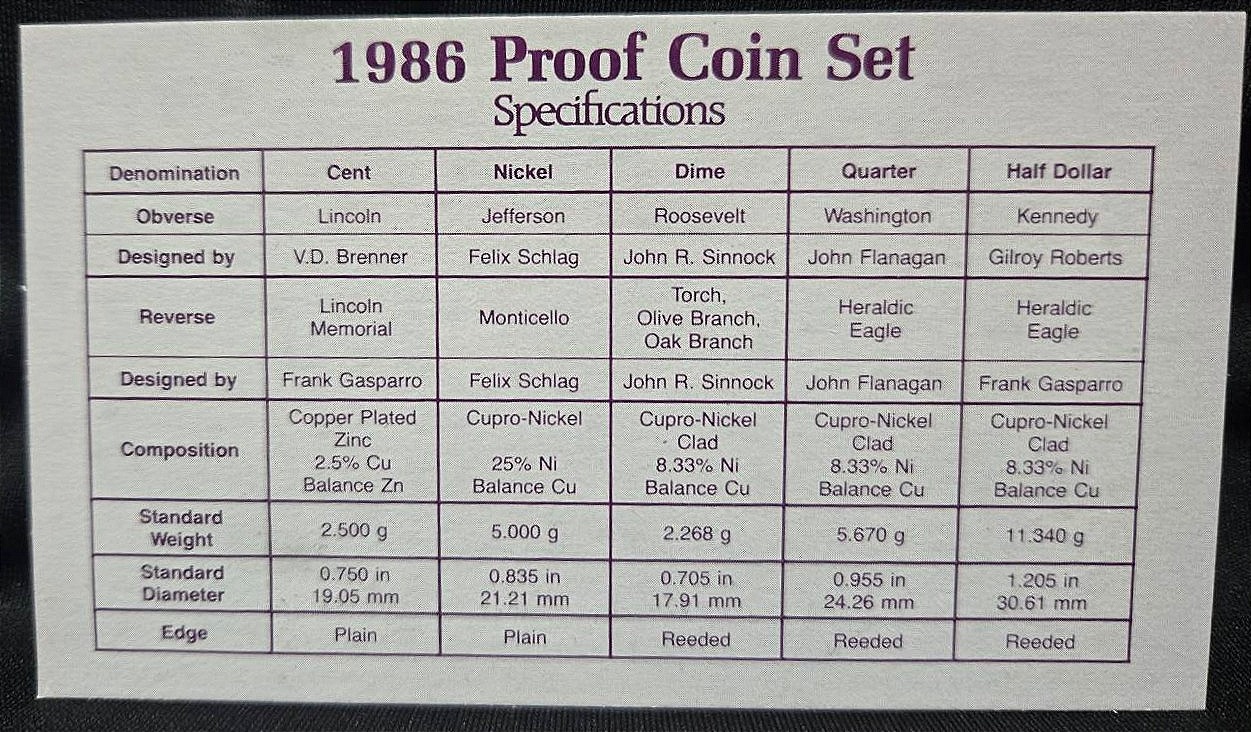 1986 Proof Coin Set
Specifications
Denomination Cent Nickel Dime Quarter Half Dollar
Obverse Lincoln Jefferson Roosevelt Washington Kennedy
Designed by V.D. Brenner Felix Schlag John R. Sinnock John Flanagan Gilroy Roberts
Reverse Lincoln Memorial Monticello Torch, Olive Branch, Oak Branch Heraldic Eagle Heraldic Eagle
Designed by Frank Gasparro Felix Schlag John R. Sinnock John Flanagan Frank Gasparro
Composition Copper Plated Zinc 2.5% Cu Balance Zn Cupro-Nickel 25% Ni Balance Cu Cupro-Nickel Clad 8.33% Ni Balance Cu Cupro-Nickel Clad 8.33% Ni Balance Cu Cupro-Nickel Clad 8.33% Ni Balance Cu
Standard Weight 2.500 g 5.000 g 2.268 g 5.670 g 11.340 g
Standard Diameter 0.750 in 19.05 mm 0.835 in 21.21 mm 0.705 in 17.91 mm 0.955 in 24.26 mm 1.205 in 30.61 mm
Edge Plain Plain Reeded Reeded Reeded